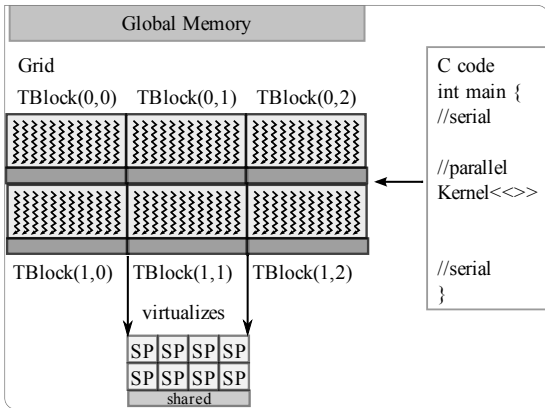 Global Memory
Grid
TBlock(0,0) TBlock(0,1) TBlock(0,2)
TBlock(1,0) TBlock(1,1) TBlock(1,2)
virtualizes
SP SP SP SP
SP SP SP SP
shared
C code
int main {
//serial
//parallel
Kernel<<>>
//serial
}